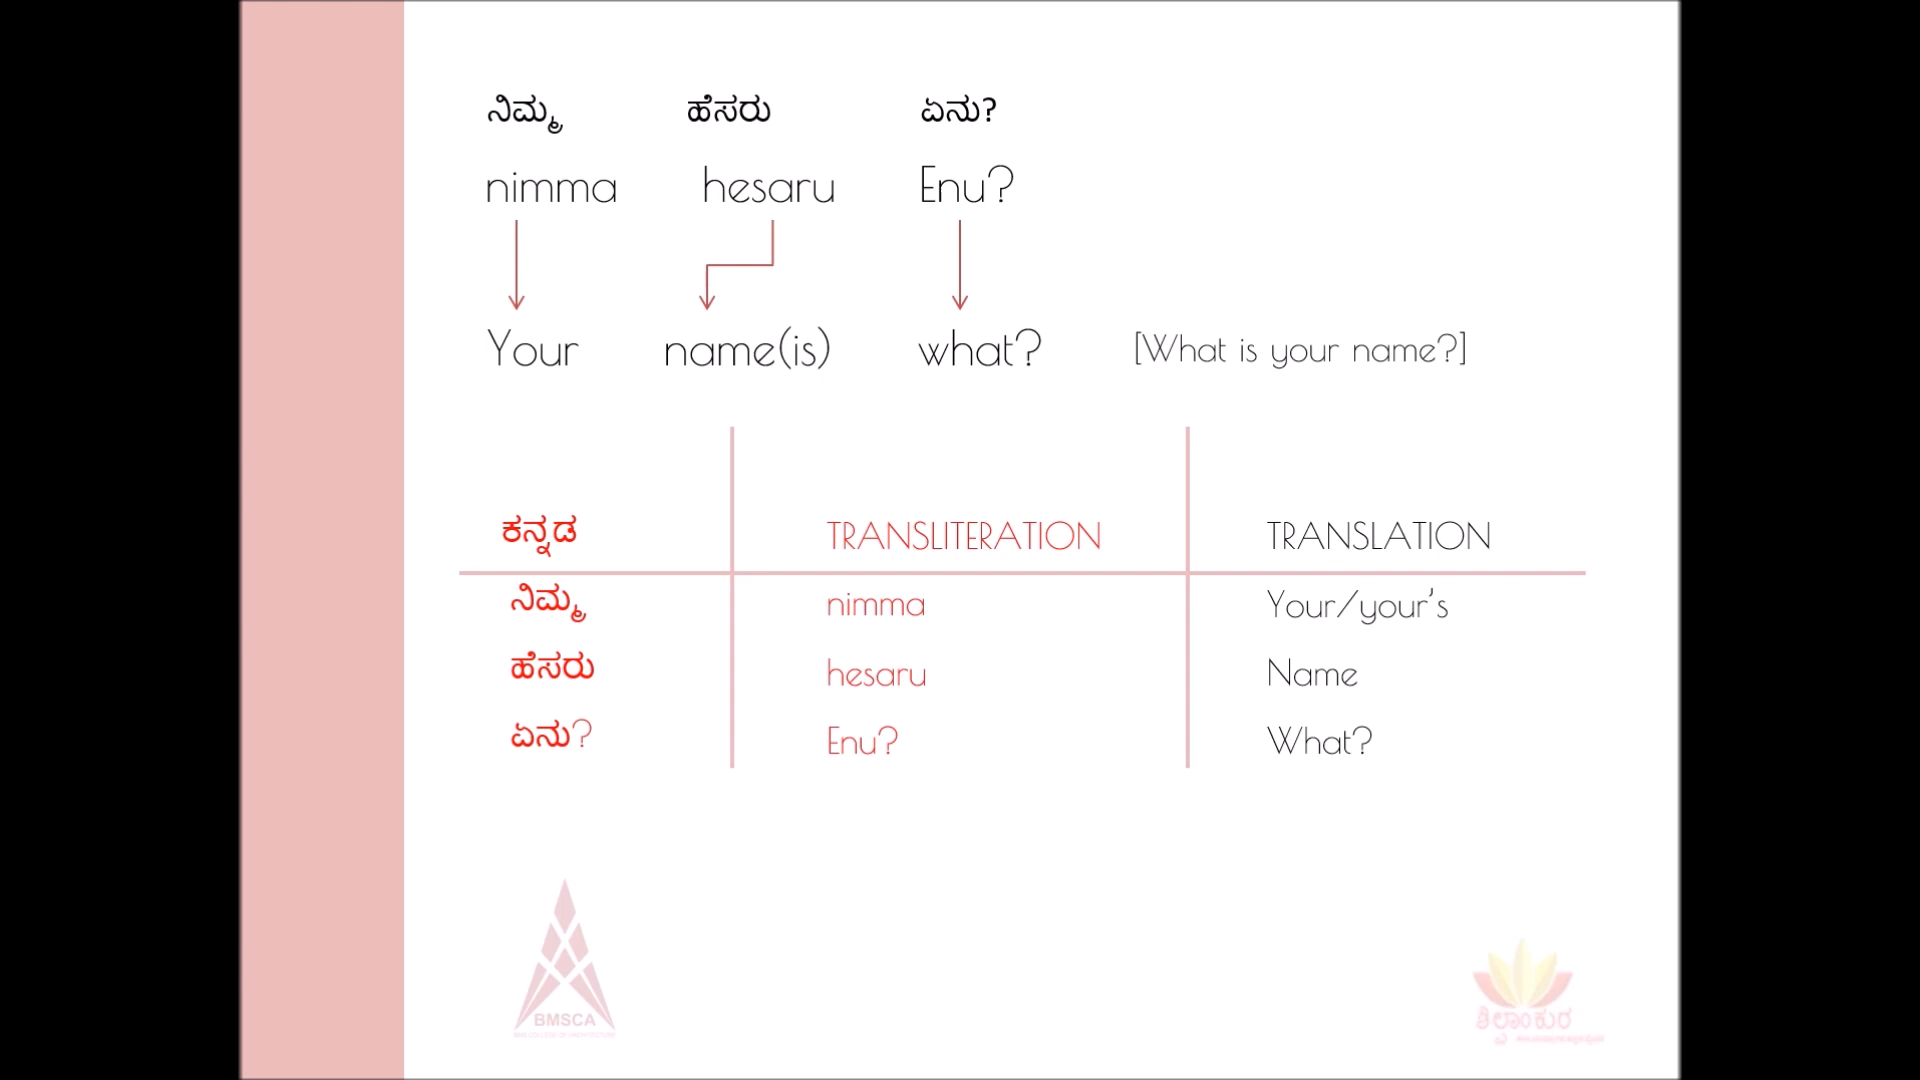 ನಿಮ್ಮ ಹೆಸರು ಏನು?
nimma hesaru Enu?
Your name(is) what? [What is your name?]
ಕನ್ನಡ TRANSLITERATION TRANSLATION
ನಿಮ್ಮ nimma Your/your's
ಹೆಸರು hesaru Name
ಏನು? Enu? What?
BMSCA
ಶಿಲ್ಪಾಂಕುರ